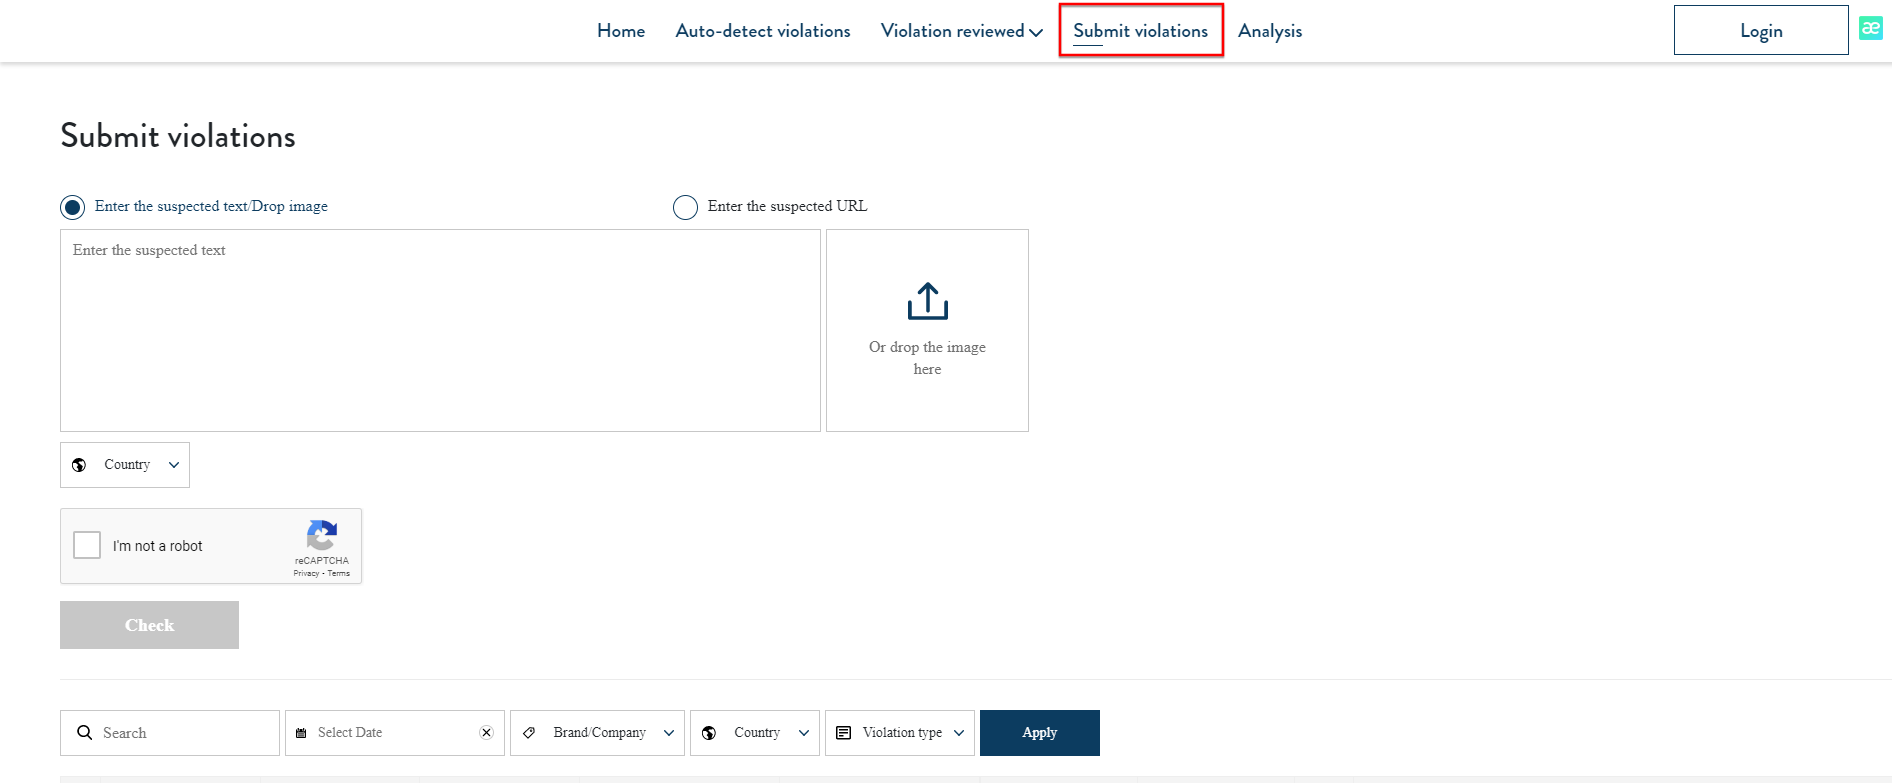 Home Auto-detect violations Violation reviewed Submit violations Analysis Login æ
Submit violations
Enter the suspected text/Drop image Enter the suspected URL
Enter the suspected text
Or drop the image
here
Country
I'm not a robot
reCAPTCHA
Privacy - Terms
Check
Search Select Date Brand/Company Country Violation type Apply